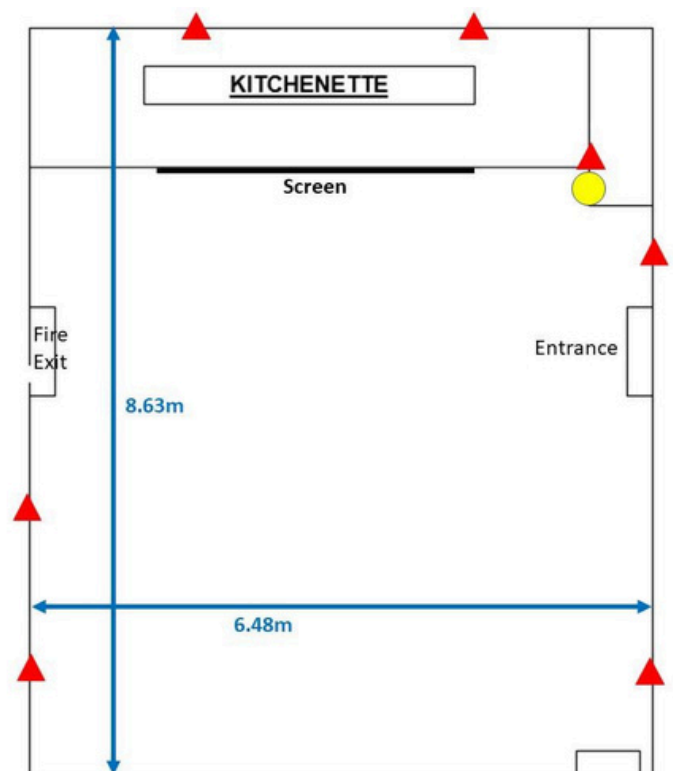 KITCHENETTE
Screen
Fire
Exit
Entrance
8.63m
6.48m